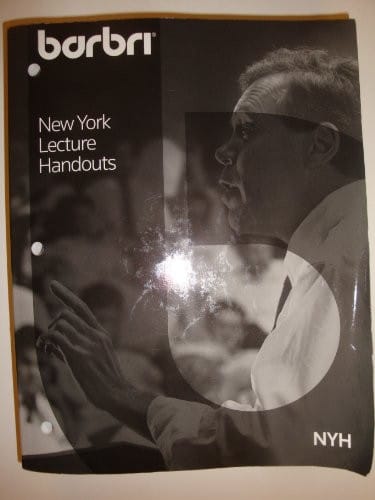 barbri®
New York
Lecture
Handouts
NYH